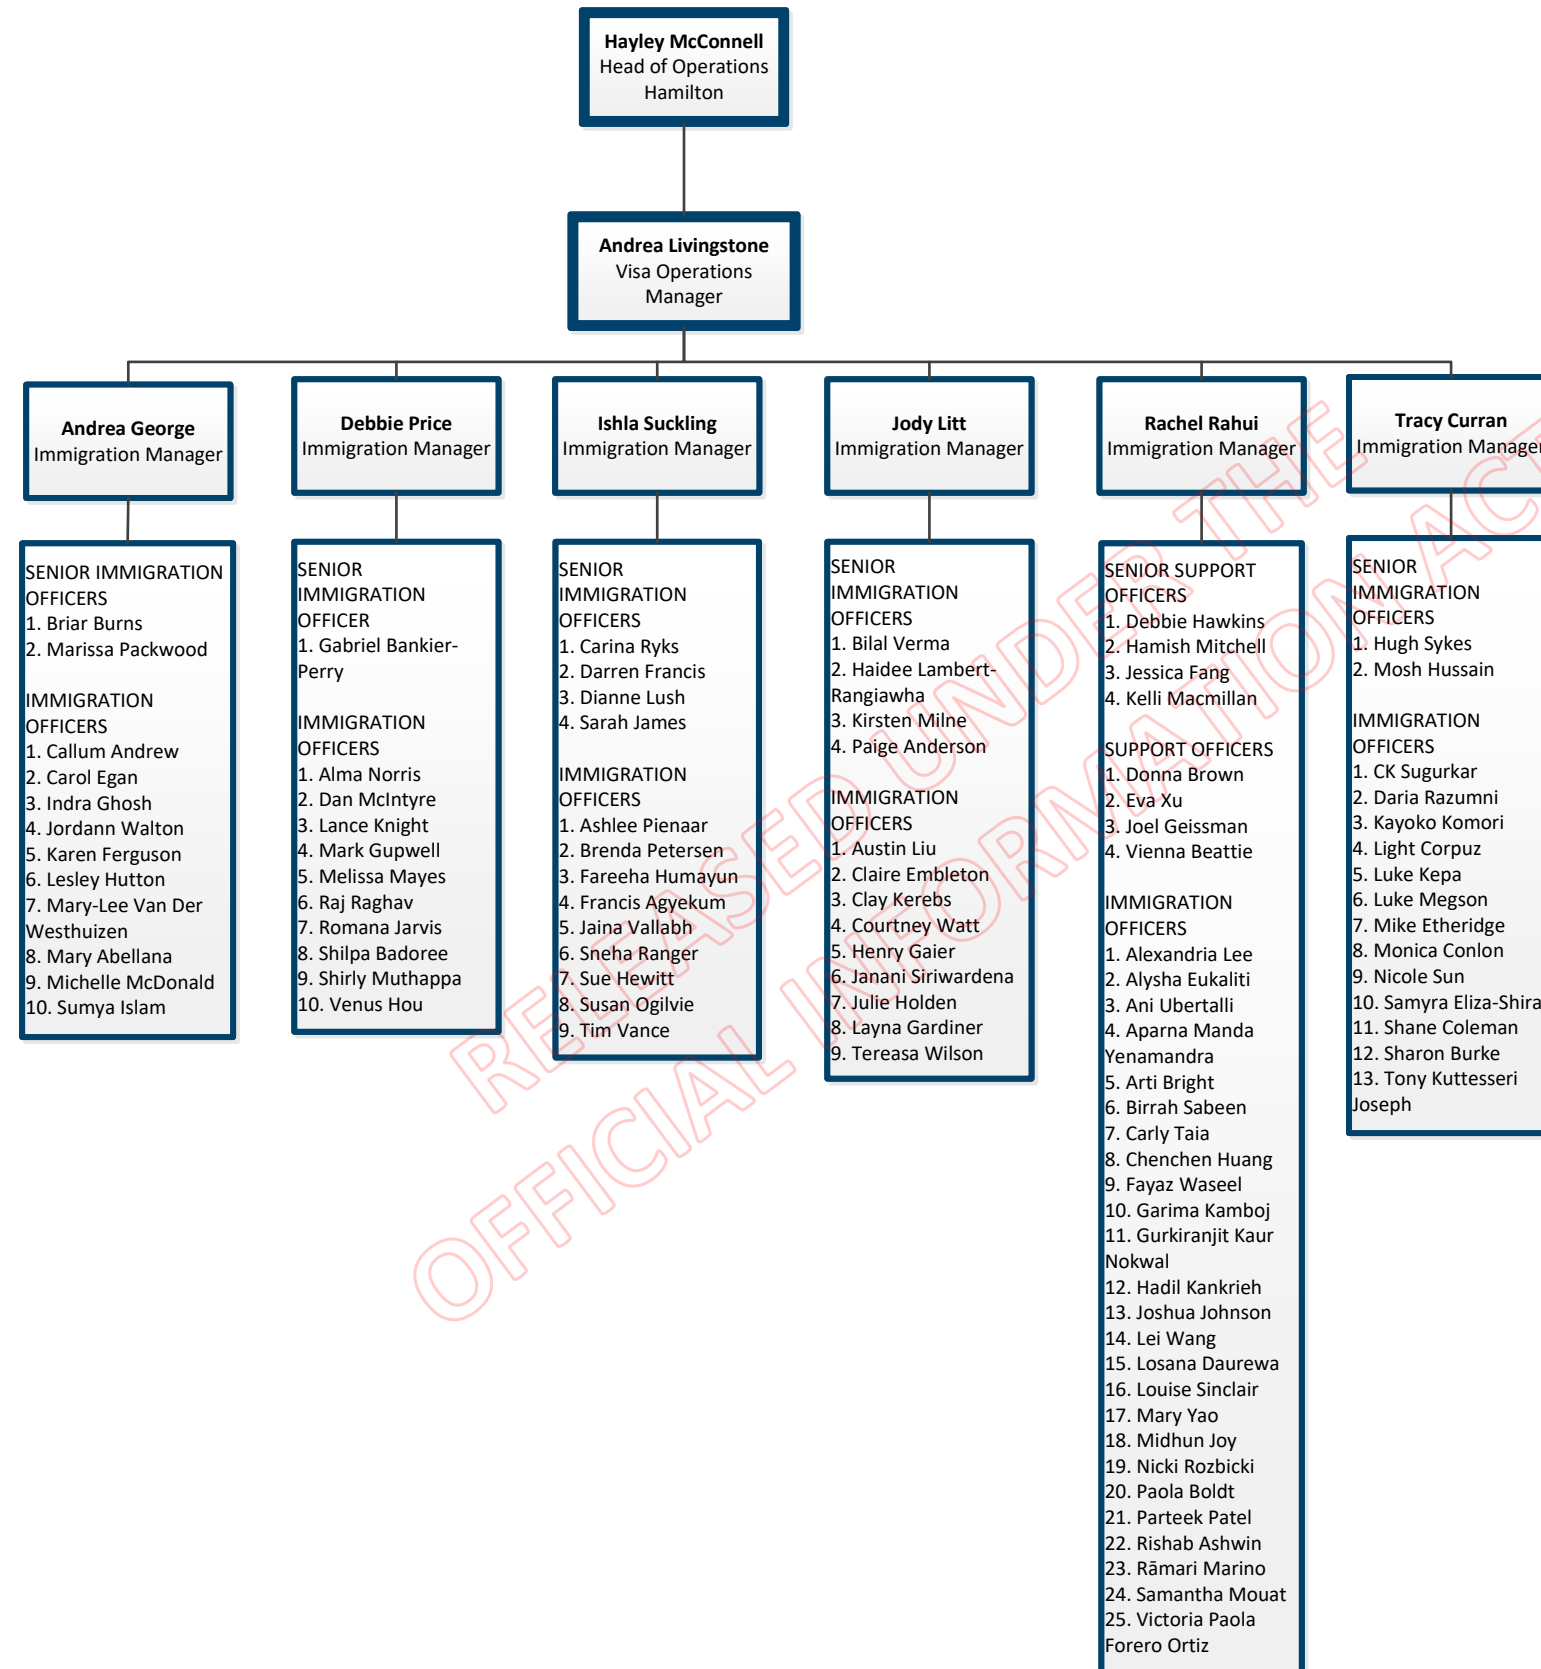 Hayley McConnell
Head of Operations
Hamilton
Andrea Livingstone
Visa Operations
Manager
Andrea George
Immigration Manager
Debbie Price
Immigration Manager
Ishla Suckling
Immigration Manager
Jody Litt
Immigration Manager
Rachel Rahui
Immigration Manager
Tracy Curran
Immigration Manager
SENIOR IMMIGRATION
OFFICERS
1. Briar Burns
2. Marissa Packwood
IMMIGRATION
OFFICERS
1. Callum Andrew
2. Carol Egan
3. Indra Ghosh
4. Jordann Walton
5. Karen Ferguson
6. Lesley Hutton
7. Mary-Lee Van Der
Westhuizen
8. Mary Abellana
9. Michelle McDonald
10. Sumya Islam
SENIOR
IMMIGRATION
OFFICER
1. Gabriel Bankier-
Perry
IMMIGRATION
OFFICERS
1. Alma Norris
2. Dan McIntyre
3. Lance Knight
4. Mark Gupwell
5. Melissa Mayes
6. Raj Raghav
7. Romana Jarvis
8. Shilpa Badoree
9. Shirly Muthappa
10. Venus Hou
SENIOR
IMMIGRATION
OFFICERS
1. Carina Ryks
2. Darren Francis
3. Dianne Lush
4. Sarah James
IMMIGRATION
OFFICERS
1. Ashlee Pienaar
2. Brenda Petersen
3. Fareeha Humayun
4. Francis Agyekum
5. Jaina Vallabh
6. Sneha Ranger
7. Sue Hewitt
8. Susan Ogilvie
9. Tim Vance
SENIOR
IMMIGRATION
OFFICERS
1. Bilal Verma
2. Haidee Lambert-
Rangiawha
3. Kirsten Milne
4. Paige Anderson
IMMIGRATION
OFFICERS
1. Austin Liu
2. Claire Embleton
3. Clay Kerebs
4. Courtney Watt
5. Henry Gaier
6. Janani Siriwardena
7. Julie Holden
8. Layna Gardiner
9. Tereasa Wilson
SENIOR SUPPORT
OFFICERS
1. Debbie Hawkins
2. Hamish Mitchell
3. Jessica Fang
4. Kelli Macmillan
SUPPORT OFFICERS
1. Donna Brown
2. Eva Xu
3. Joel Geissman
4. Vienna Beattie
IMMIGRATION
OFFICERS
1. Alexandria Lee
2. Alysha Eukaliti
3. Ani Ubertalli
4. Aparna Manda
Yenamandra
5. Arti Bright
6. Birrah Sabeen
7. Carly Taia
8. Chenchen Huang
9. Fayaz Waseel
10. Garima Kamboj
11. Gurkiranjit Kaur
Nokwal
12. Hadil Kankrieh
13. Joshua Johnson
14. Lei Wang
15. Losana Daurewa
16. Louise Sinclair
17. Mary Yao
18. Midhun Joy
19. Nicki Rozbicki
20. Paola Boldt
21. Parteek Patel
22. Rishab Ashwin
23. Rāmari Marino
24. Samantha Mouat
25. Victoria Paola
Forero Ortiz
SENIOR
IMMIGRATION
OFFICERS
1. Hugh Sykes
2. Mosh Hussain
IMMIGRATION
OFFICERS
1. CK Sugurkar
2. Daria Razumni
3. Kayoko Komori
4. Light Corpuz
5. Luke Kepa
6. Luke Megson
7. Mike Etheridge
8. Monica Conlon
9. Nicole Sun
10. Samyra Eliza-Shira
11. Shane Coleman
12. Sharon Burke
13. Tony Kuttesseri
Joseph
RELEASED UNDER THE
OFFICIAL INFORMATION ACT